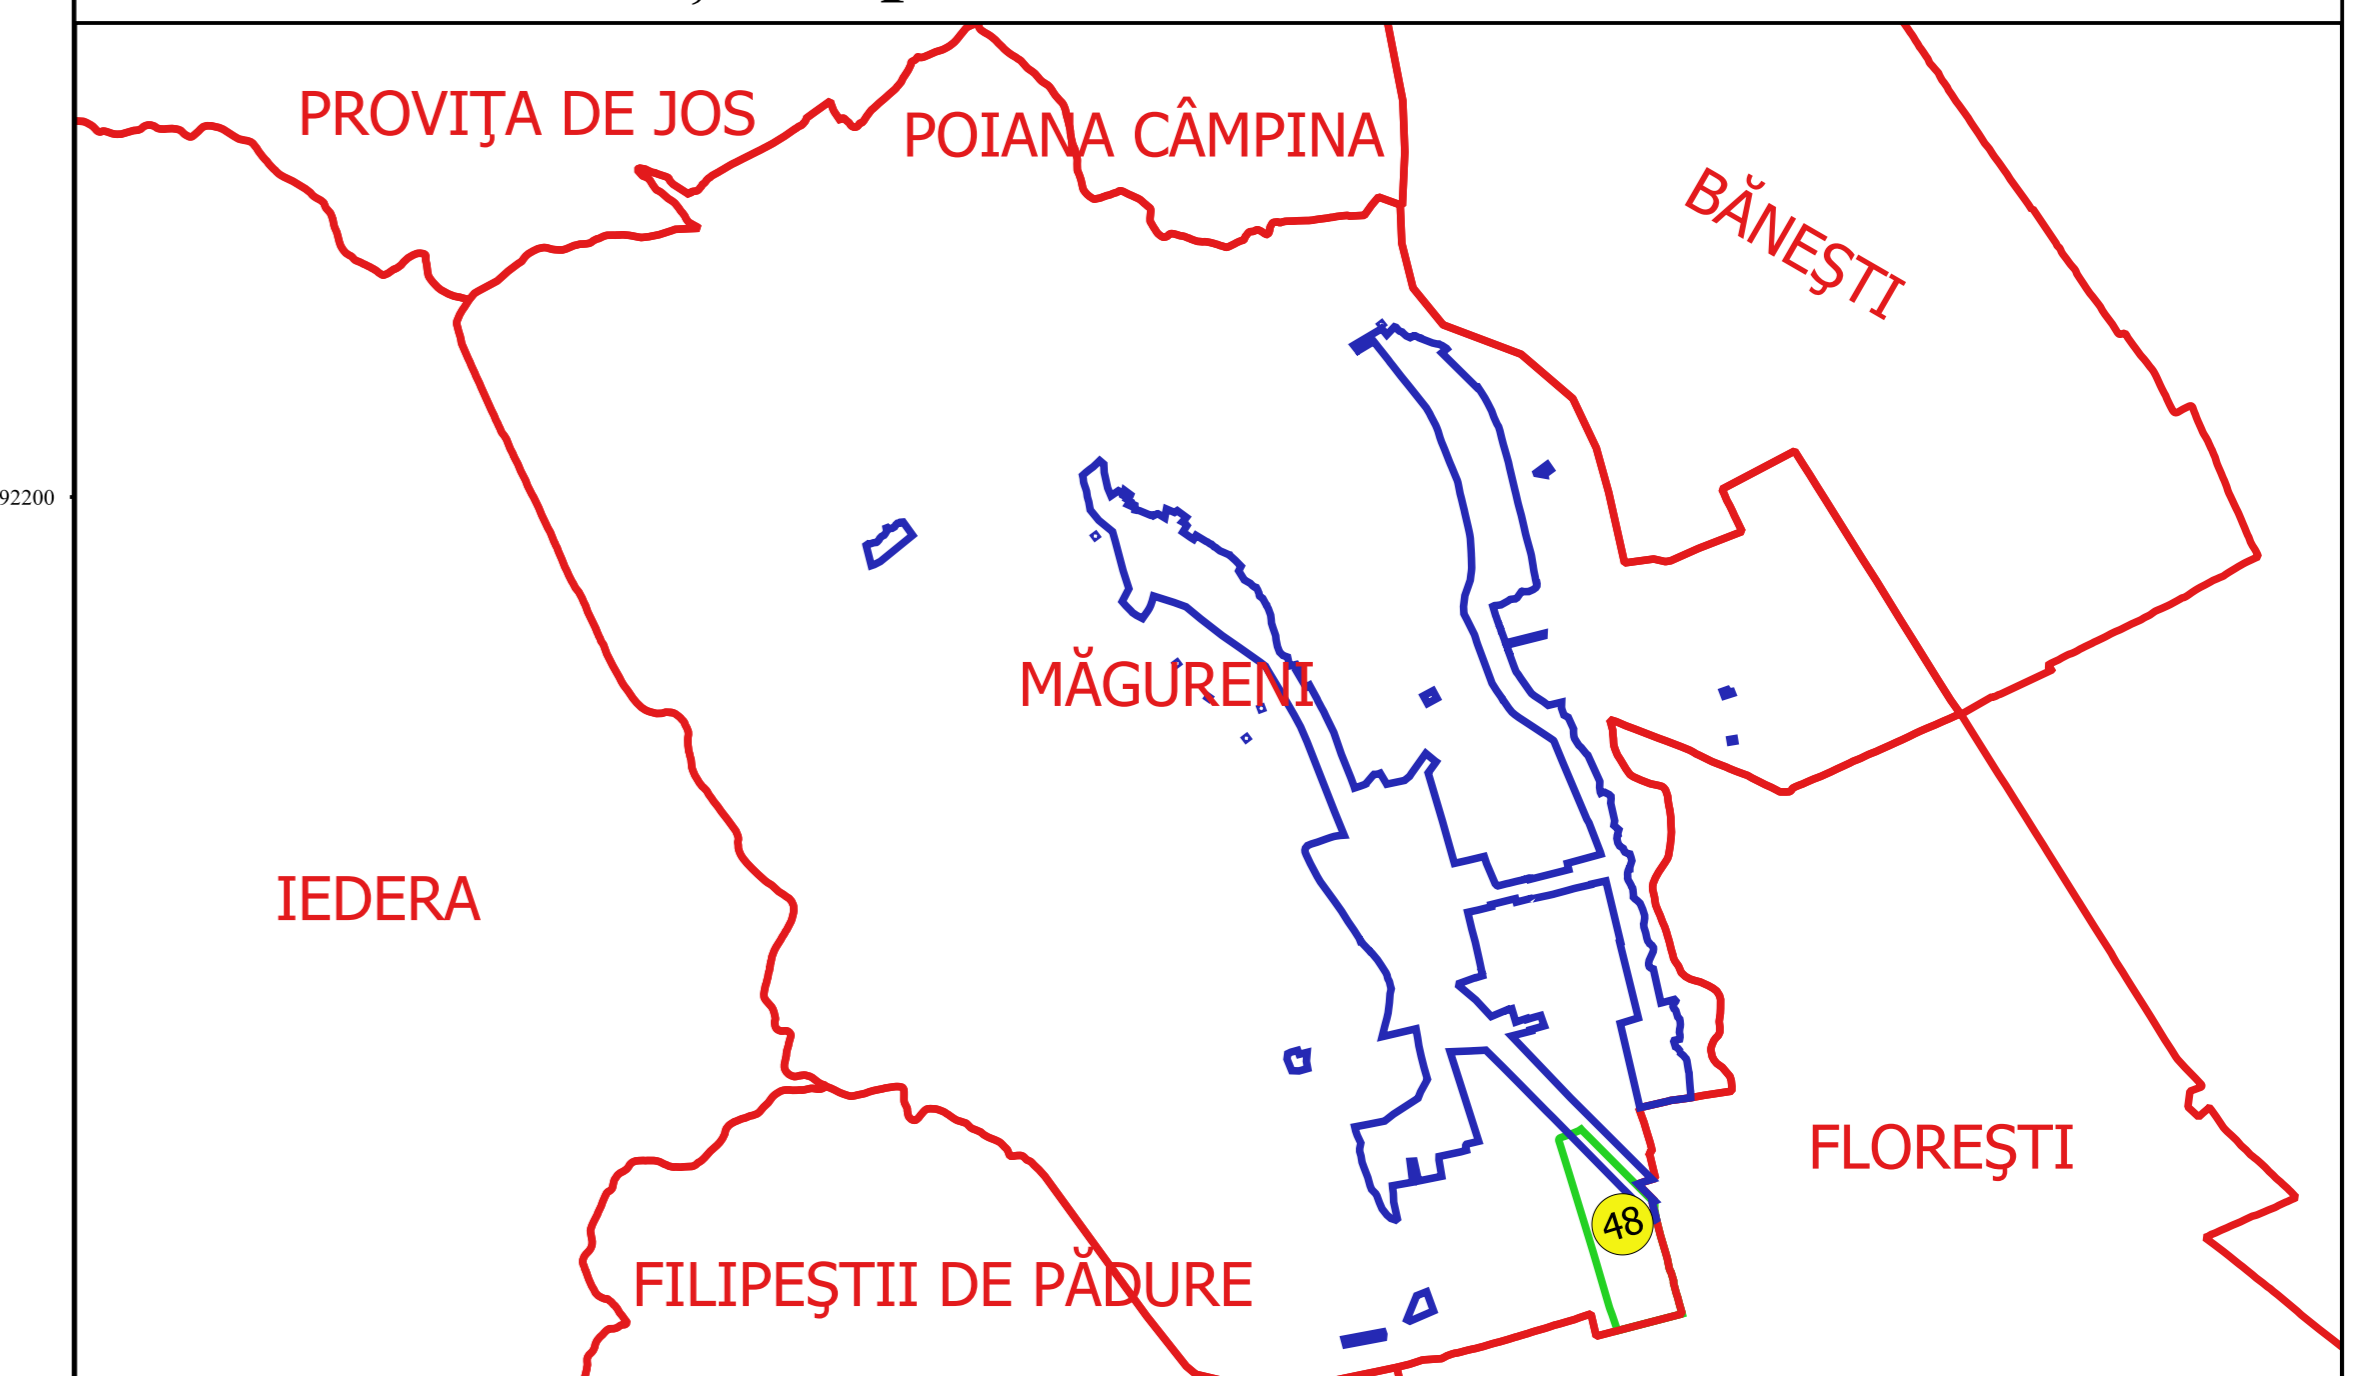 PROVIŢA DE JOS
POIANA CÂMPINA
BĂNEŞTI
92200
MĂGURENI
IEDERA
FLOREŞTI
48
FILIPEŞTII DE PĂDURE